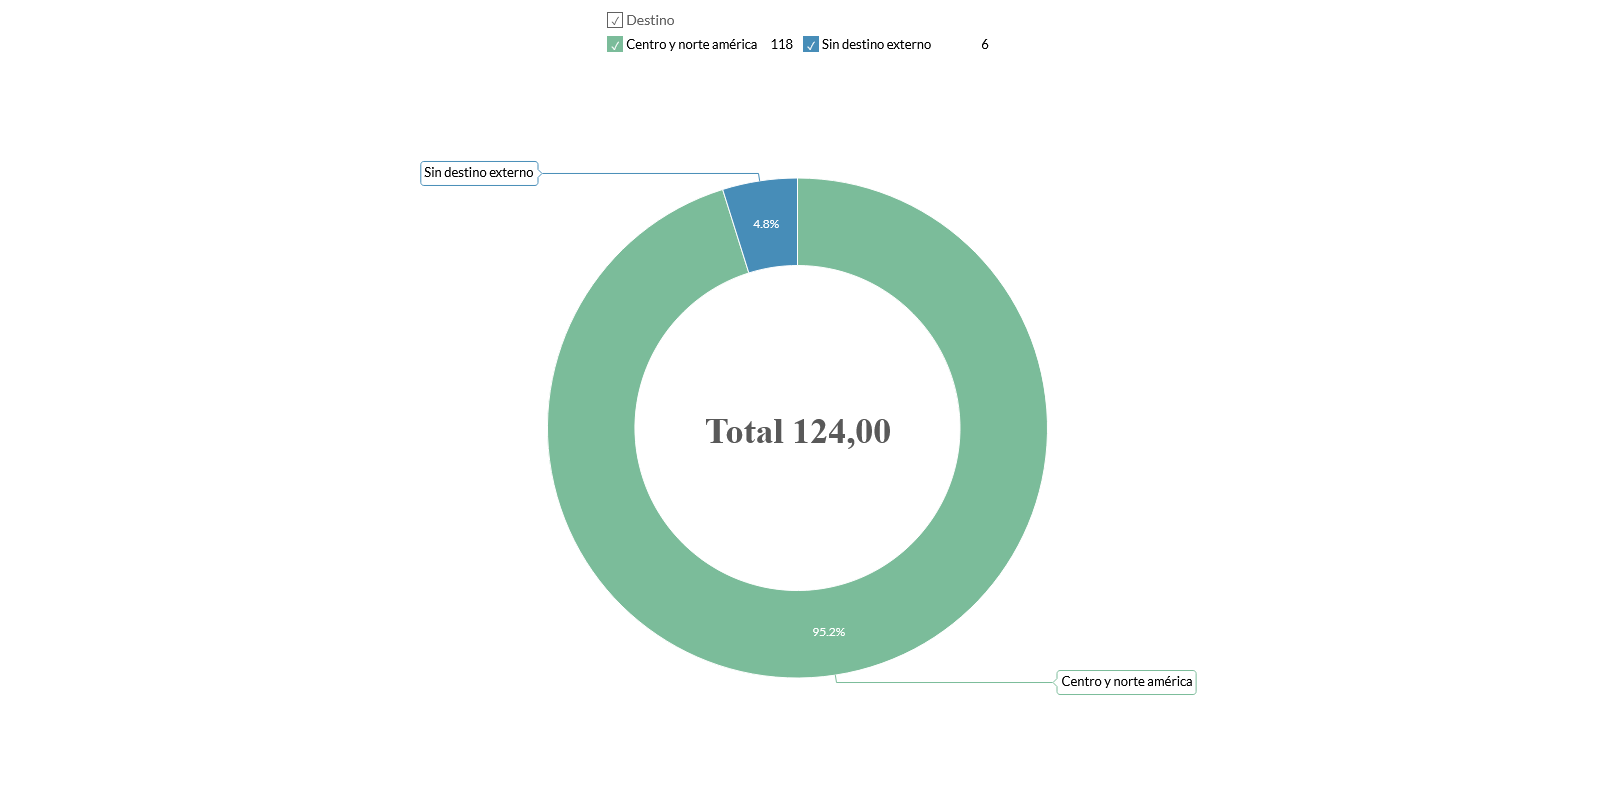 Destino
Centro y norte américa 118 Sin destino externo 6
Sin destino externo
4.8%
Total 124,00
95.2%
Centro y norte américa